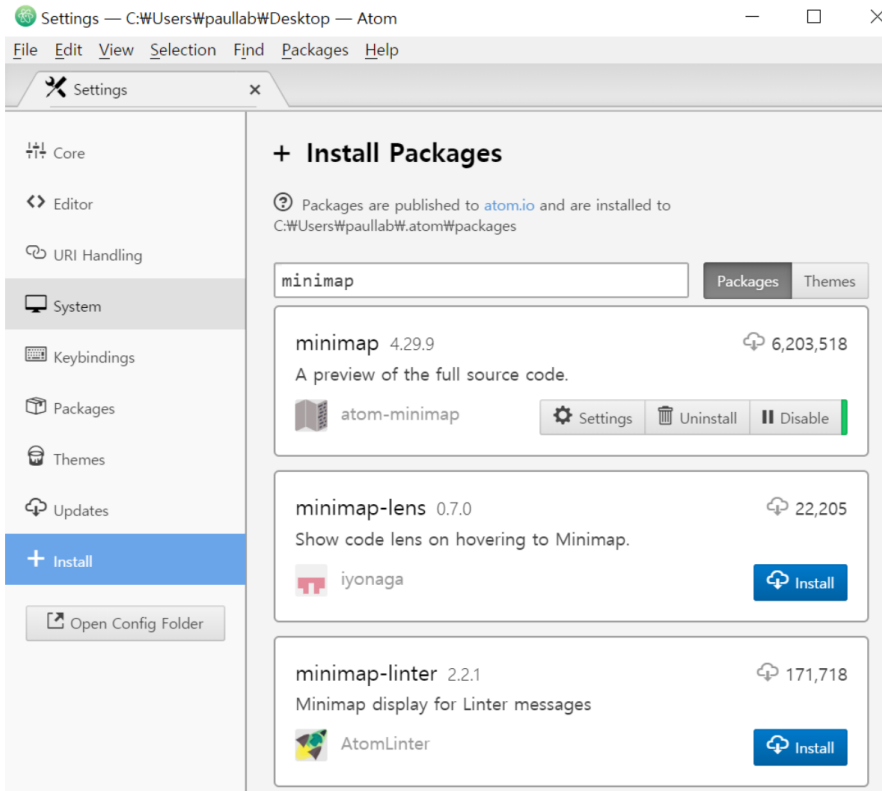 Settings — C:₩Users₩paullab₩Desktop — Atom
File Edit View Selection Find Packages Help
Settings
Core
Editor
URI Handling
System
Keybindings
Packages
Themes
Updates
Install
Open Config Folder
Install Packages
Packages are published to atom.io and are installed to
C:₩Users₩paullab₩.atom₩packages
minimap
Packages Themes
minimap 4.29.9 6,203,518
A preview of the full source code.
atom-minimap Settings Uninstall Disable
minimap-lens 0.7.0 22,205
Show code lens on hovering to Minimap.
iyonaga Install
minimap-linter 2.2.1 171,718
Minimap display for Linter messages
AtomLinter Install